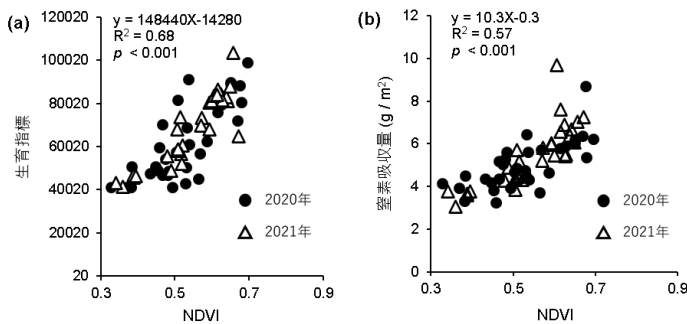 (a)
y = 148440X-14280
R² = 0.68
p < 0.001
120020
100020
80020
60020
40020
20020
20
生育指標
2020年
2021年
0.3 0.5 0.7 0.9
NDVI
(b)
y = 10.3X-0.3
R² = 0.57
p < 0.001
12
10
8
6
4
2
0
窒素吸収量 (g / m²)
2020年
2021年
0.3 0.5 0.7 0.9
NDVI